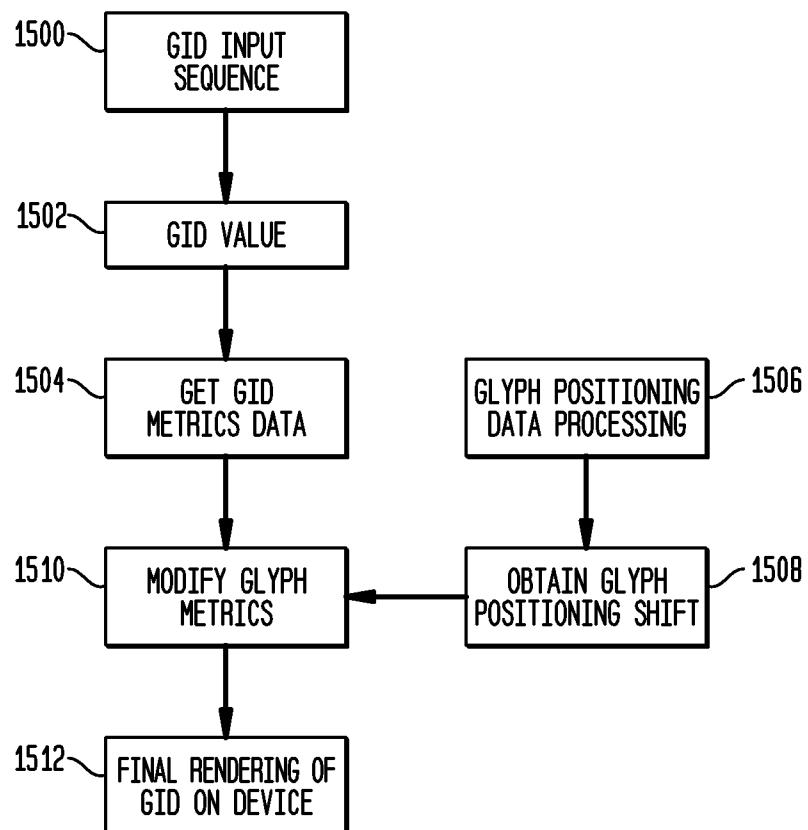 1500
GID INPUT
SEQUENCE
1502
GID VALUE
1504
GET GID
METRICS DATA
GLYPH POSITIONING
DATA PROCESSING
1506
1510
MODIFY GLYPH
METRICS
OBTAIN GLYPH
POSITIONING SHIFT
1508
1512
FINAL RENDERING OF
GID ON DEVICE